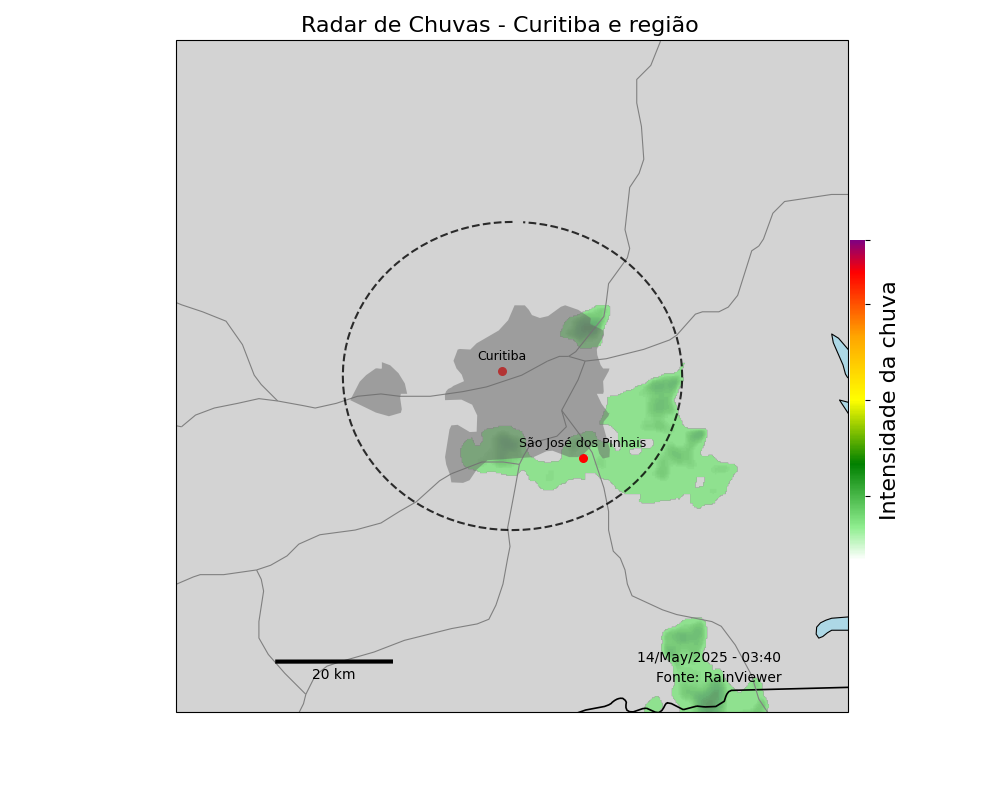 Radar de Chuvas - Curitiba e região
Curitiba
São José dos Pinhais
Intensidade da chuva
14/May/2025 - 03:40
20 km
Fonte: RainViewer